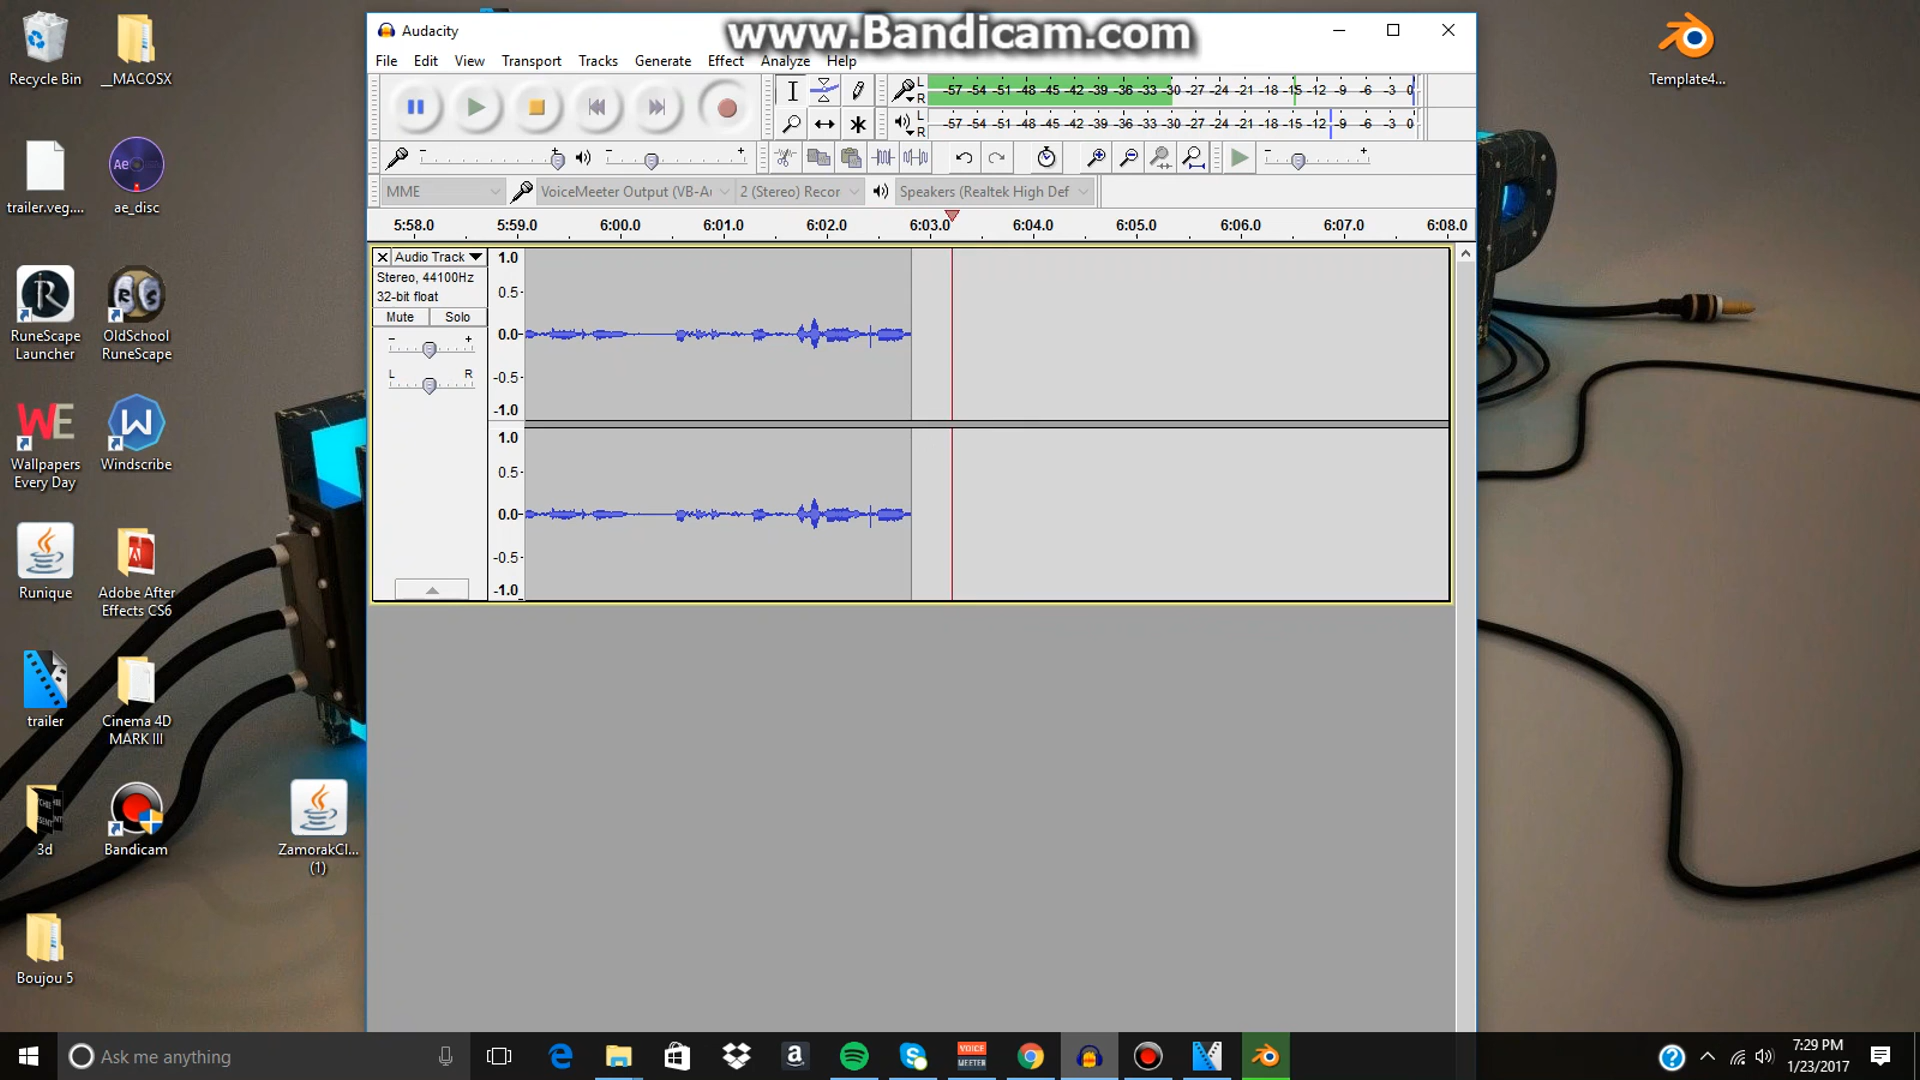 www.Bandicam.com
Audacity
File Edit View Transport Tracks Generate Effect Analyze Help
L
R
-57 -54 -51 -48 -45 -42 -39 -36 -33 -30 -27 -24 -21 -18 -15 -12 -9 -6 -3 0
L
R
-57 -54 -51 -48 -45 -42 -39 -36 -33 -30 -27 -24 -21 -18 -15 -12 -9 -6 -3 0
MME
VoiceMeeter Output (VB-Au
2 (Stereo) Recor
Speakers (Realtek High Def
5:58.0 5:59.0 6:00.0 6:01.0 6:02.0 6:03.0 6:04.0 6:05.0 6:06.0 6:07.0 6:08.0
Audio Track
Stereo, 44100Hz
32-bit float
Mute Solo
- +
L R
1.0
0.5
0.0
-0.5
-1.0
1.0
0.5
0.0
-0.5
-1.0
Recycle Bin
__MACOSX
trailer.veg....
Ae
ae_disc
RuneScape
Launcher
OldSchool
RuneScape
WE
Wallpapers
Every Day
Windscribe
Runique
Adobe After
Effects CS6
trailer
Cinema 4D
MARK III
3d
Bandicam
ZamorakCl...
(1)
Boujou 5
Template4...
Ask me anything
VOICE
MEETER
7:29 PM
1/23/2017